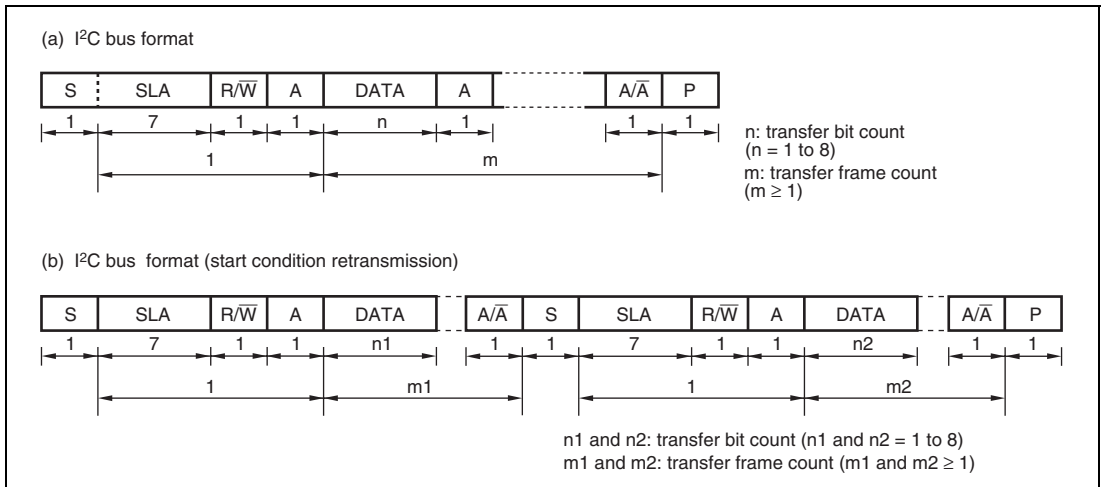 (a) I²C bus format
S SLA R/W̅ A DATA A A/A̅ P
1 7 1 1 n 1 1 1
1 m
n: transfer bit count
(n = 1 to 8)
m: transfer frame count
(m ≥ 1)
(b) I²C bus format (start condition retransmission)
S SLA R/W̅ A DATA A/A̅ S SLA R/W̅ A DATA A/A̅ P
1 7 1 1 n1 1 1 7 1 1 n2 1 1
1 m1 1 m2
n1 and n2: transfer bit count (n1 and n2 = 1 to 8)
m1 and m2: transfer frame count (m1 and m2 ≥ 1)